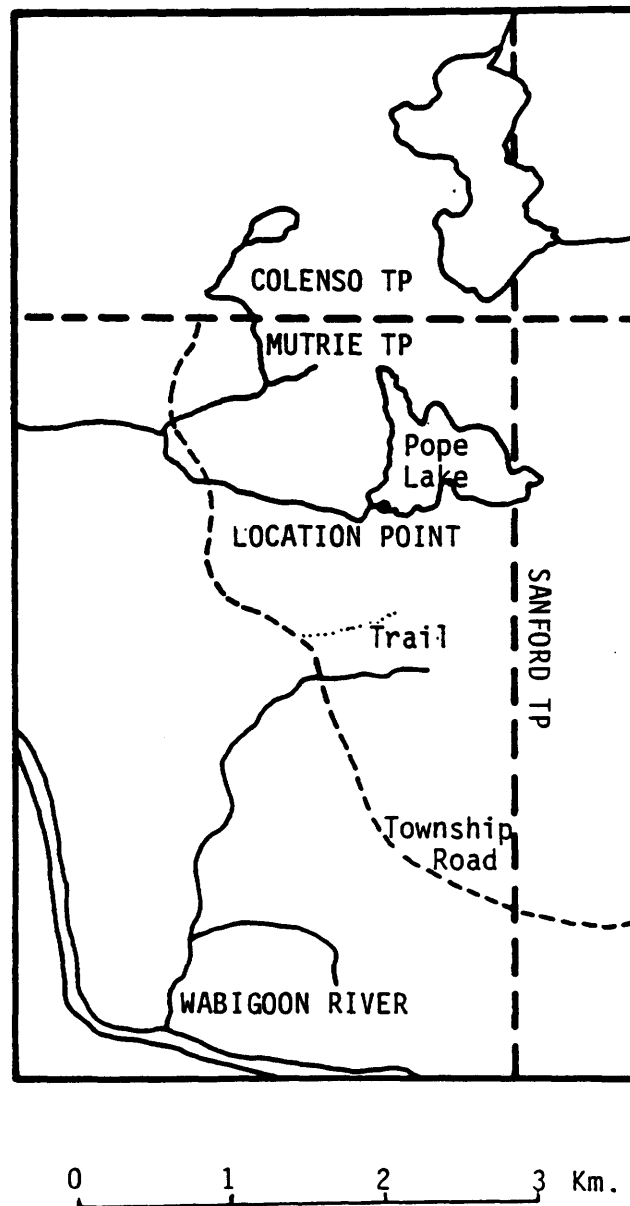 COLENSO TP
MUTRIE TP
Pope
Lake
LOCATION POINT
SANFORD TP
Trail
Township
Road
WABIGOON RIVER
0 1 2 3 Km.